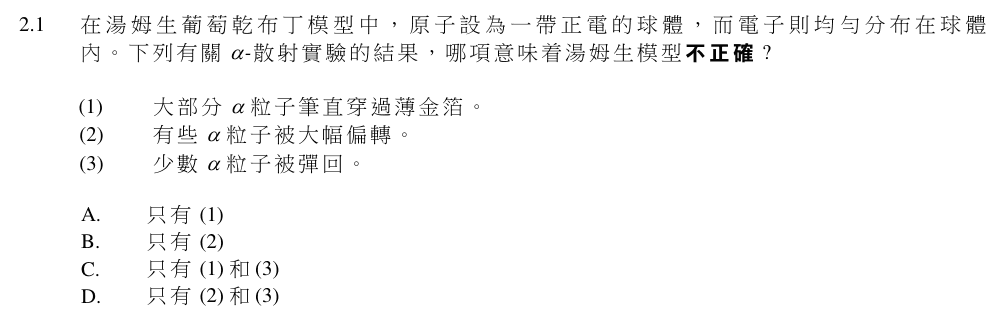 2.1 在湯姆生葡萄乾布丁模型中，原子設為一帶正電的球體，而電子則均勻分布在球體
內。下列有關 α-散射實驗的結果，哪項意味着湯姆生模型不正確？
(1) 大部分 α 粒子筆直穿過薄金箔。
(2) 有些 α 粒子被大幅偏轉。
(3) 少數 α 粒子被彈回。
A. 只有 (1)
B. 只有 (2)
C. 只有 (1) 和 (3)
D. 只有 (2) 和 (3)